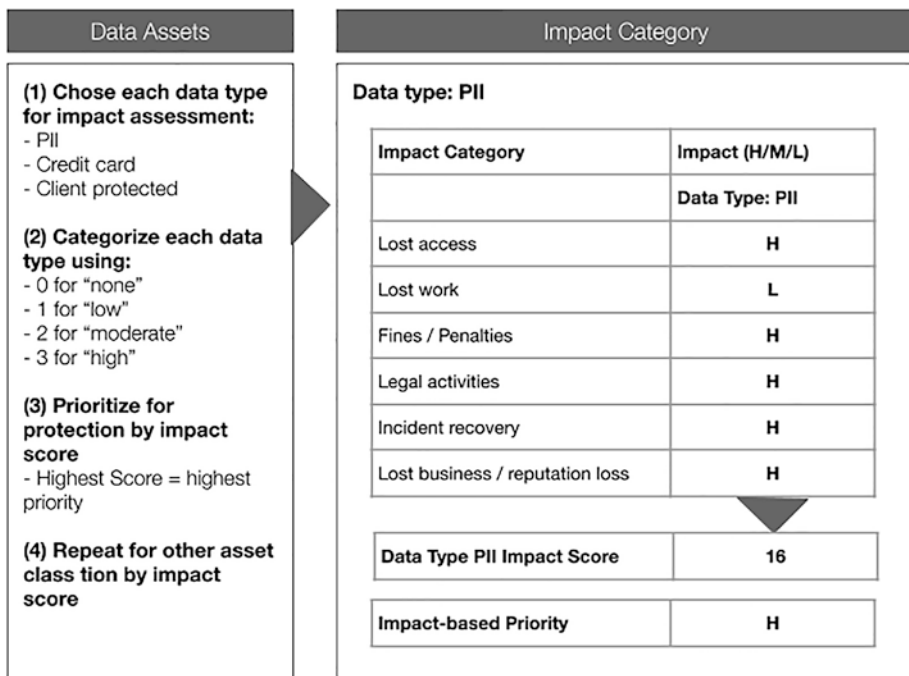 Data Assets
(1) Chose each data type
for impact assessment:
- PII
- Credit card
- Client protected
(2) Categorize each data
type using:
- 0 for “none”
- 1 for “low”
- 2 for “moderate”
- 3 for “high”
(3) Prioritize for
protection by impact
score
- Highest Score = highest
priority
(4) Repeat for other asset
class tion by impact
score
Impact Category
Data type: PII
Impact Category Impact (H/M/L)
Data Type: PII
Lost access H
Lost work L
Fines / Penalties H
Legal activities H
Incident recovery H
Lost business / reputation loss H
Data Type PII Impact Score 16
Impact-based Priority H